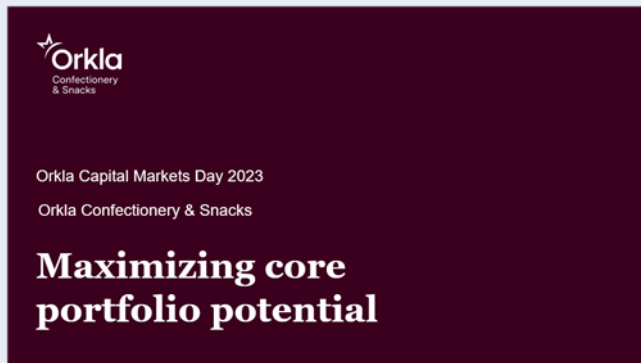 Orkla
Confectionery
& Snacks
Orkla Capital Markets Day 2023
Orkla Confectionery & Snacks
Maximizing core
portfolio potential